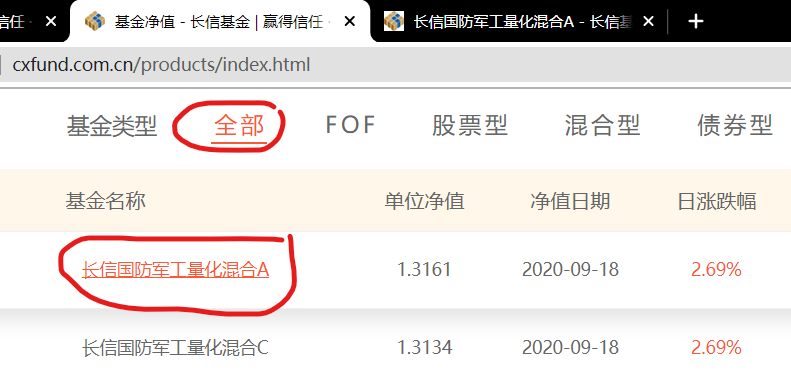 信任 × 基金净值 - 长信基金 | 赢得信任 · × 长信国防军工量化混合A - 长信基 × +
cxfund.com.cn/products/index.html
基金类型 全部 FOF 股票型 混合型 债券型
基金名称 单位净值 净值日期 日涨跌幅
长信国防军工量化混合A 1.3161 2020-09-18 2.69%
长信国防军工量化混合C 1.3134 2020-09-18 2.69%